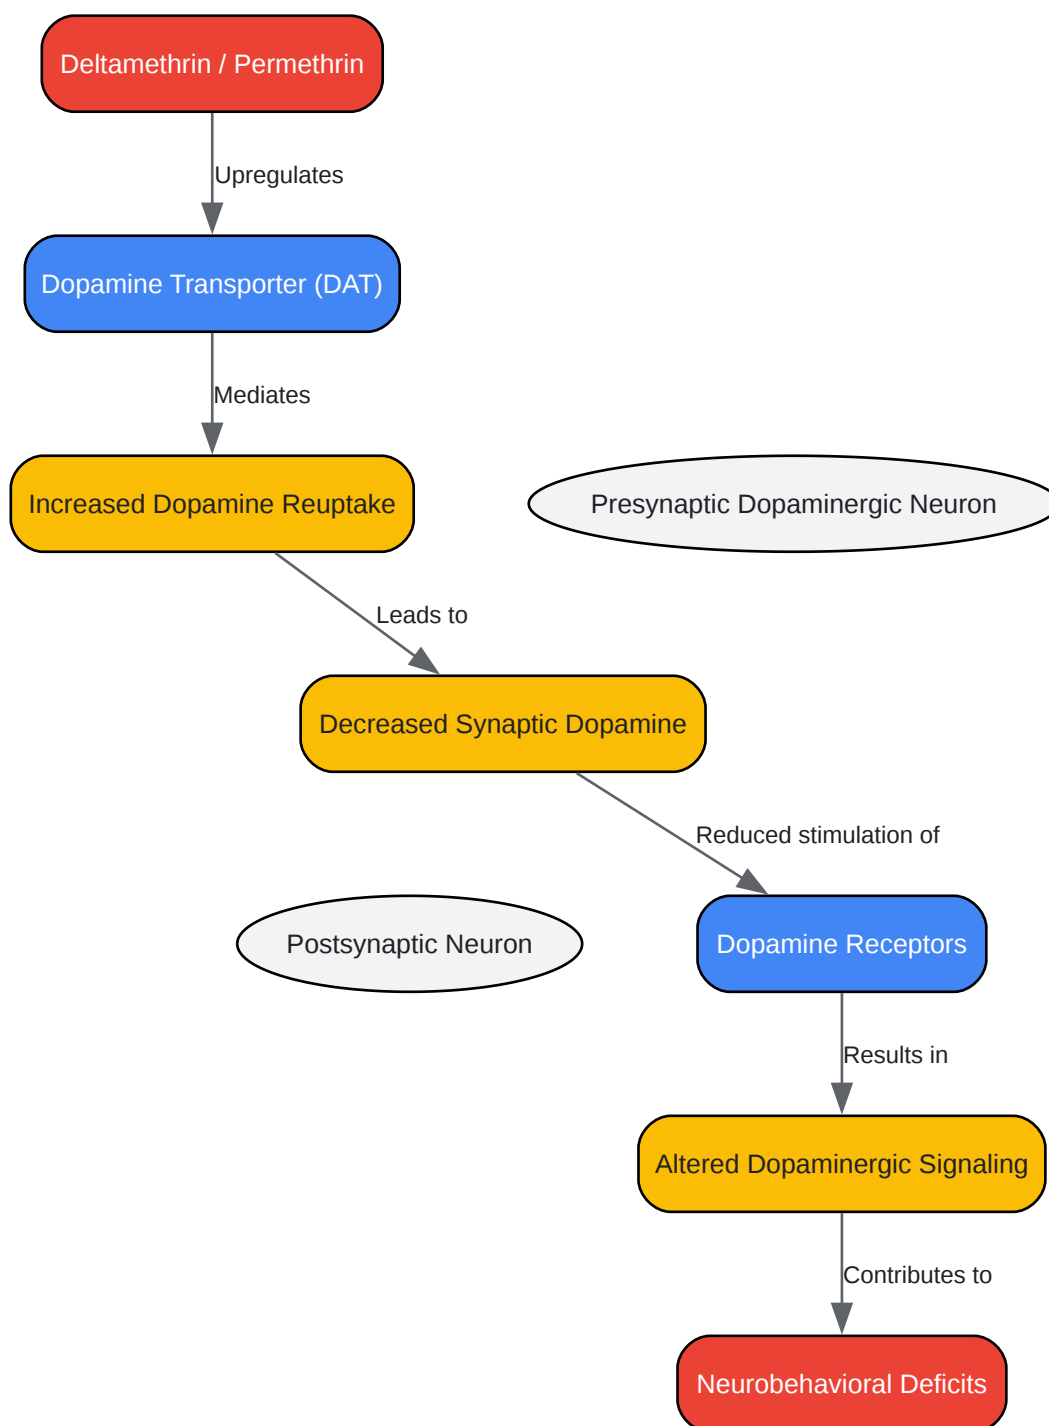 Deltamethrin / Permethrin
Upregulates
Dopamine Transporter (DAT)
Mediates
Increased Dopamine Reuptake
Presynaptic Dopaminergic Neuron
Leads to
Decreased Synaptic Dopamine
Reduced stimulation of
Postsynaptic Neuron
Dopamine Receptors
Results in
Altered Dopaminergic Signaling
Contributes to
Neurobehavioral Deficits